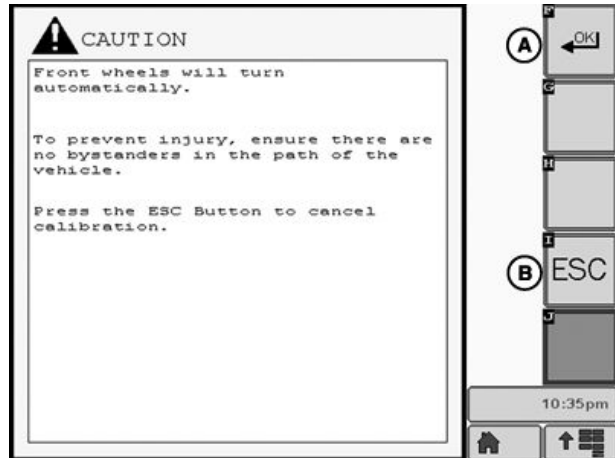 CAUTION
Front wheels will turn
automatically.
To prevent injury, ensure there are
no bystanders in the path of the
vehicle.
Press the ESC Button to cancel
calibration.
A
F
OK
G
H
B
I
ESC
J
10:35pm